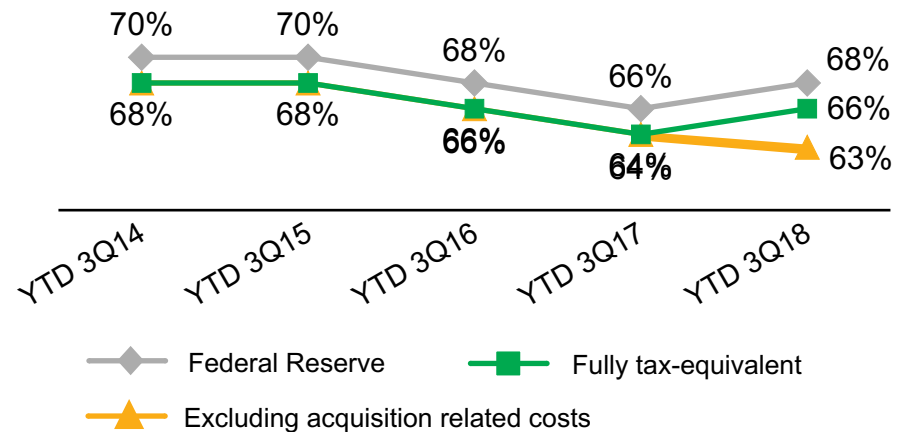 70% 70% 68% 66% 68%
68% 68% 66% 64% 66%
63%
YTD 3Q14 YTD 3Q15 YTD 3Q16 YTD 3Q17 YTD 3Q18
Federal Reserve Fully tax-equivalent
Excluding acquisition related costs